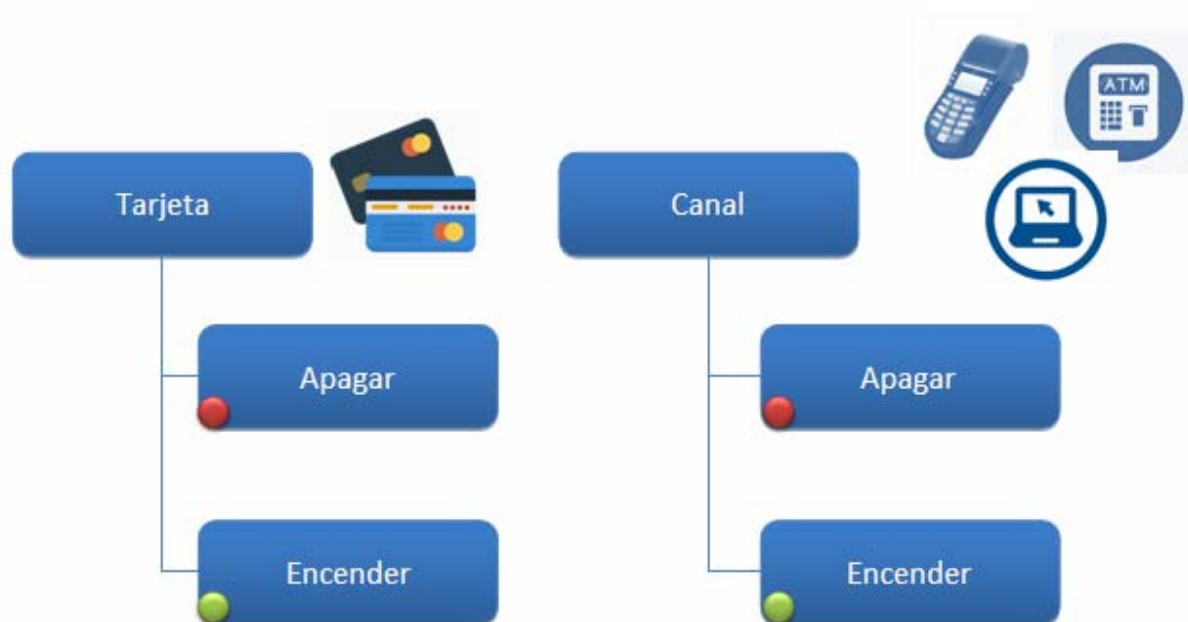 ATM
Tarjeta
Canal
Apagar
Apagar
Encender
Encender